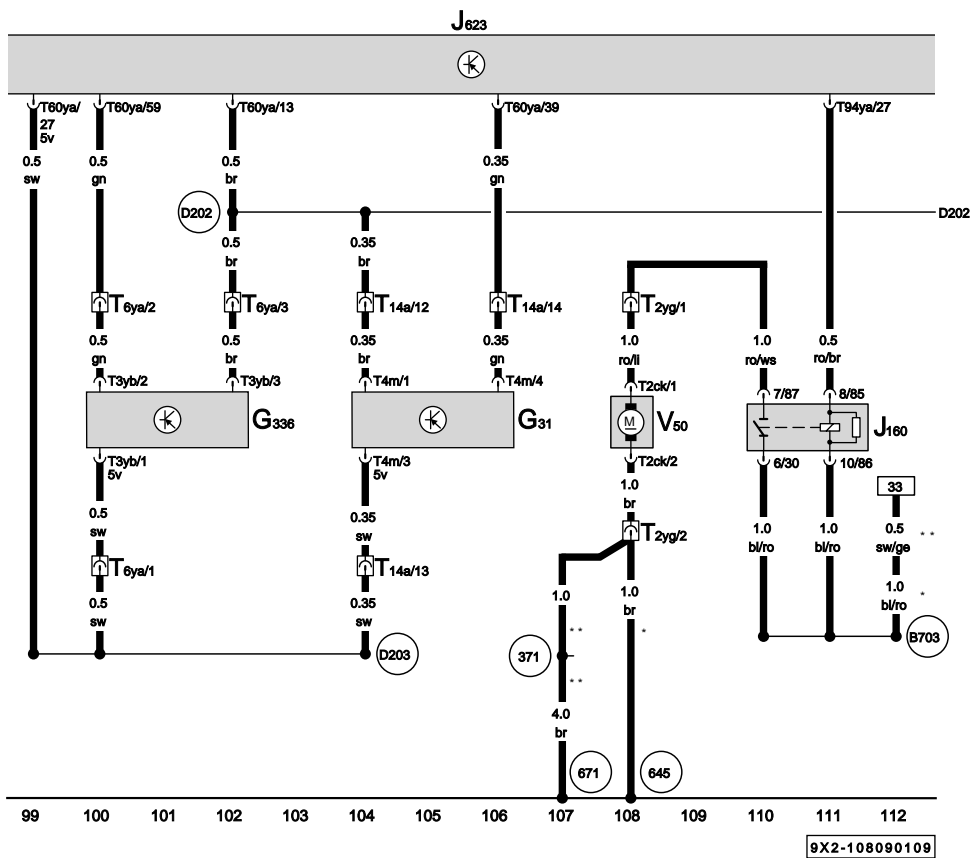 J623
T60ya/ T60ya/59 T60ya/13 T60ya/39 T94ya/27
27
5v
0.5 0.5 0.5 0.35
sw gn br gn
D202 D202
0.5 0.35
br br
T6ya/2 T6ya/3 T14a/12 T14a/14 T2yg/1
0.5 0.5 0.35 0.35 1.0 1.0 0.5
gn br br gn ro/li ro/ws ro/br
T3yb/2 T3yb/3 T4m/1 T4m/4 T2ck/1 7/87 8/85
G336 G31 M V50 J160
T3yb/1 T4m/3 T2ck/2 6/30 10/86
5v 5v
1.0
br
33
0.5 0.35 1.0 1.0 0.5 * *
sw sw bl/ro bl/ro sw/ge
T2yg/2
T6ya/1 T14a/13
0.5 0.35 1.0 1.0 1.0 *
sw sw br bl/ro
* * *
D203 371 B703
* *
4.0
br
671 645
99 100 101 102 103 104 105 106 107 108 109 110 111 112
9X2-108090109